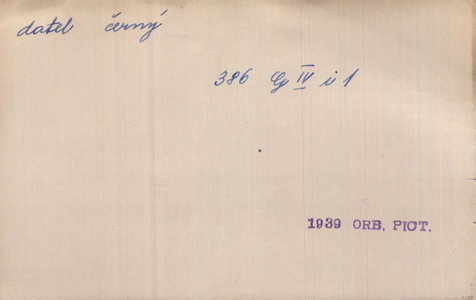 datel černý
386 IV 1
1939 ORB. PICT.